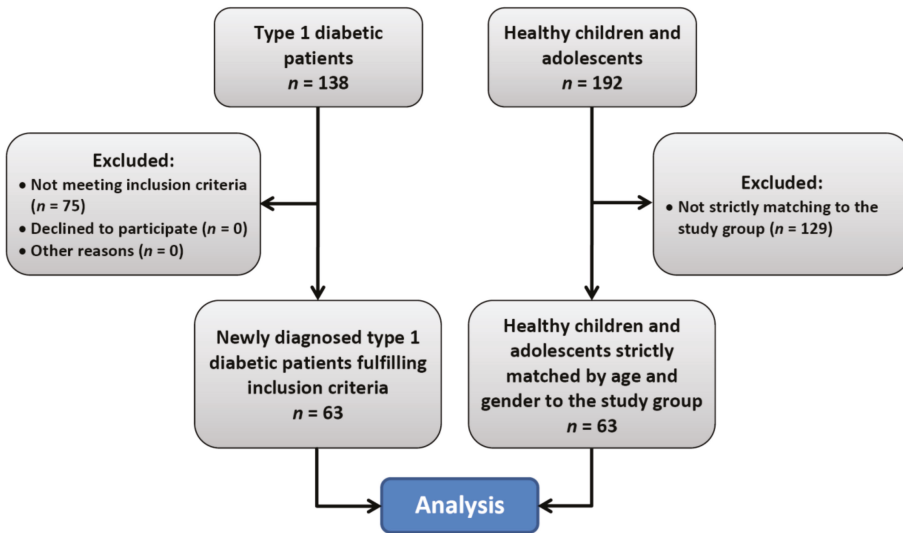 Type 1 diabetic
patients
n = 138
Healthy children and
adolescents
n = 192
Excluded:
• Not meeting inclusion criteria
(n = 75)
• Declined to participate (n = 0)
• Other reasons (n = 0)
Excluded:
• Not strictly matching to the
study group (n = 129)
Newly diagnosed type 1
diabetic patients fulfilling
inclusion criteria
n = 63
Healthy children and
adolescents strictly
matched by age and
gender to the study group
n = 63
Analysis